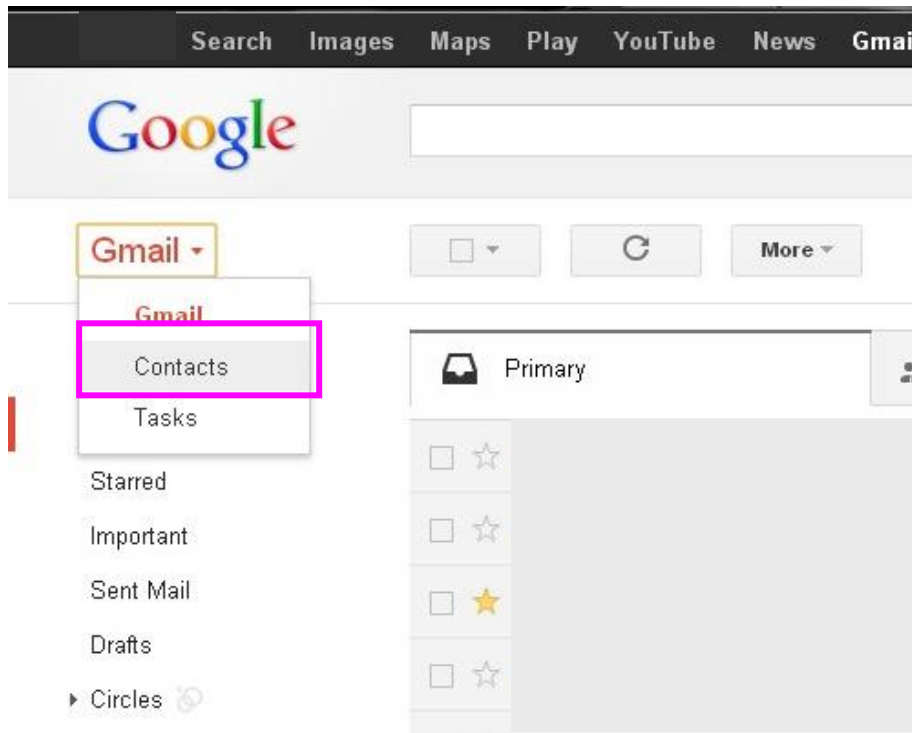 Search Images Maps Play YouTube News Gmai
Google
Gmail
More
Gmail
Contacts
Primary
Tasks
Starred
Important
Sent Mail
Drafts
Circles